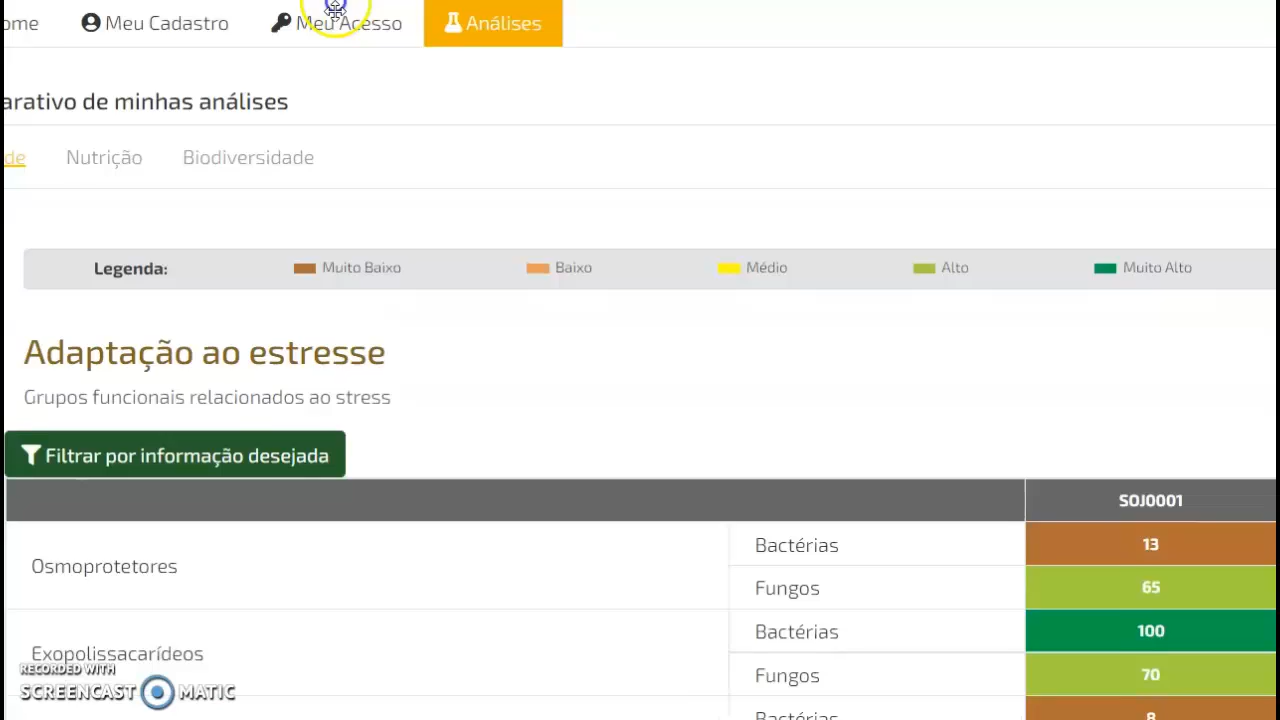 ome Meu Cadastro Meu Acesso Análises
arativo de minhas análises
de Nutrição Biodiversidade
Legenda: Muito Baixo Baixo Médio Alto Muito Alto
Adaptação ao estresse
Grupos funcionais relacionados ao stress
Filtrar por informação desejada
SOJ0001
Osmoprotetores
Bactérias 13
Fungos 65
Exopolissacarídeos
Bactérias 100
Fungos 70
Bactérias 8
RECORDED WITH
SCREENCAST MATIC